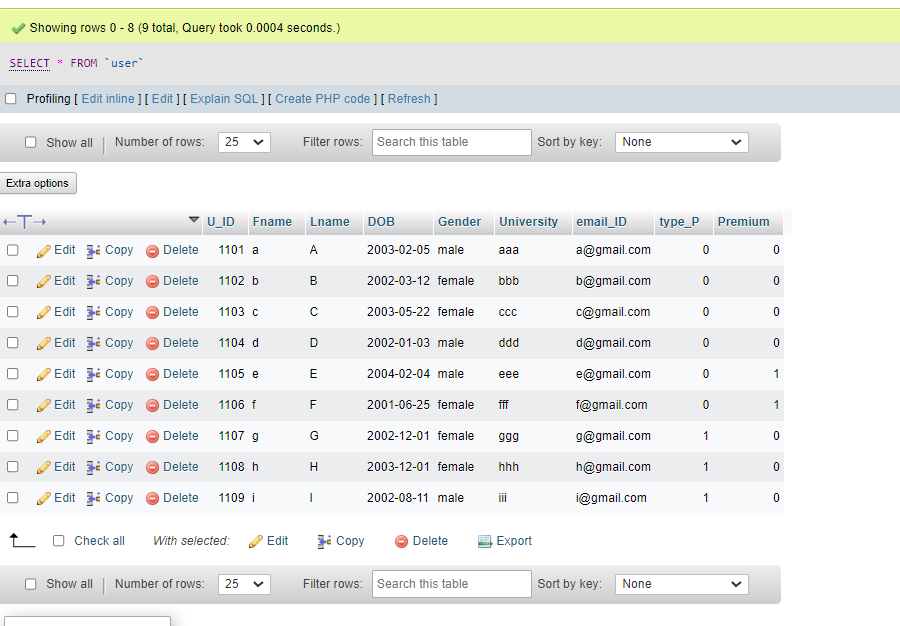 Showing rows 0 - 8 (9 total, Query took 0.0004 seconds.)
SELECT * FROM `user`
Profiling [ Edit inline ] [ Edit ] [ Explain SQL ] [ Create PHP code ] [ Refresh ]
Show all Number of rows: 25 Filter rows: Search this table Sort by key: None
Extra options
←T→ U_ID Fname Lname DOB Gender University email_ID type_P Premium
Edit Copy Delete 1101 a A 2003-02-05 male aaa a@gmail.com 0 0
Edit Copy Delete 1102 b B 2002-03-12 female bbb b@gmail.com 0 0
Edit Copy Delete 1103 c C 2003-05-22 female ccc c@gmail.com 0 0
Edit Copy Delete 1104 d D 2002-01-03 male ddd d@gmail.com 0 0
Edit Copy Delete 1105 e E 2004-02-04 male eee e@gmail.com 0 1
Edit Copy Delete 1106 f F 2001-06-25 female fff f@gmail.com 0 1
Edit Copy Delete 1107 g G 2002-12-01 female ggg g@gmail.com 1 0
Edit Copy Delete 1108 h H 2003-12-01 female hhh h@gmail.com 1 0
Edit Copy Delete 1109 i I 2002-08-11 male iii i@gmail.com 1 0
Check all With selected: Edit Copy Delete Export
Show all Number of rows: 25 Filter rows: Search this table Sort by key: None